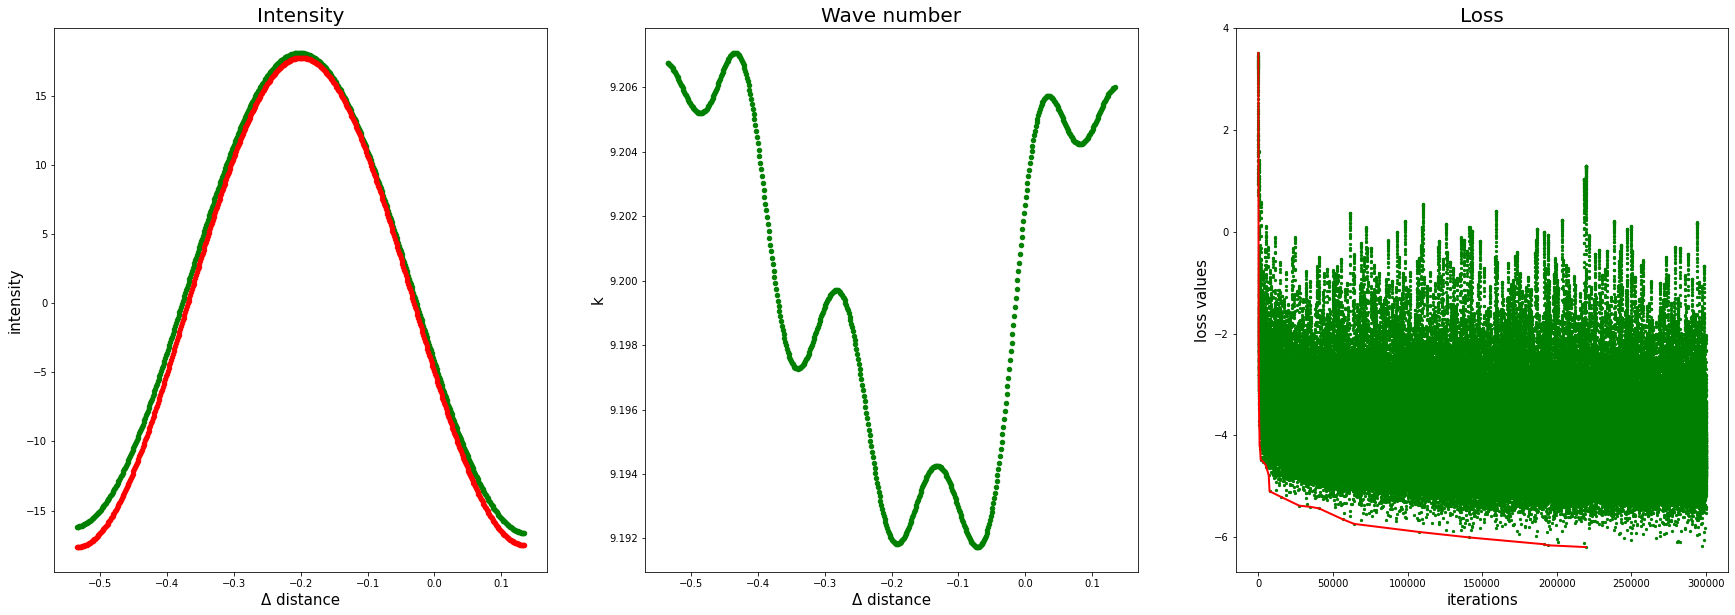 Intensity
intensity
15
10
5
0
−5
−10
−15
−0.5 −0.4 −0.3 −0.2 −0.1 0.0 0.1
Δ distance
Wave number
k
9.206
9.204
9.202
9.200
9.198
9.196
9.194
9.192
−0.5 −0.4 −0.3 −0.2 −0.1 0.0 0.1
Δ distance
Loss
loss values
4
2
0
−2
−4
−6
0 50000 100000 150000 200000 250000 300000
iterations